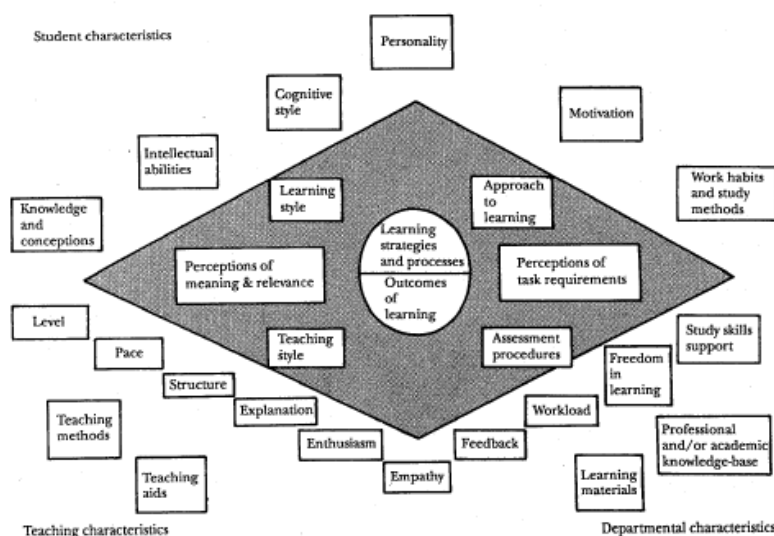 Student characteristics
Personality
Cognitive
style
Motivation
Intellectual
abilities
Work habits
and study
methods
Learning
style
Approach
to
learning
Knowledge
and
conceptions
Learning
strategies
and processes
Perceptions of
meaning & relevance
Perceptions of
task requirements
Outcomes
of
learning
Level
Teaching
style
Assessment
procedures
Study skills
support
Pace
Freedom
in
learning
Structure
Explanation
Workload
Teaching
methods
Enthusiasm
Feedback
Professional
and/or academic
knowledge-base
Teaching
aids
Empathy
Learning
materials
Teaching characteristics
Departmental characteristics